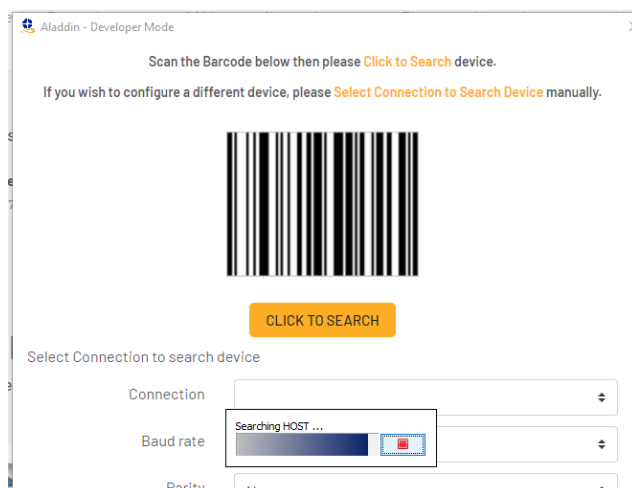 Aladdin - Developer Mode
Scan the Barcode below then please Click to Search device.
If you wish to configure a different device, please Select Connection to Search Device manually.
CLICK TO SEARCH
Select Connection to search device
Connection
Searching HOST ...
Baud rate
Parity